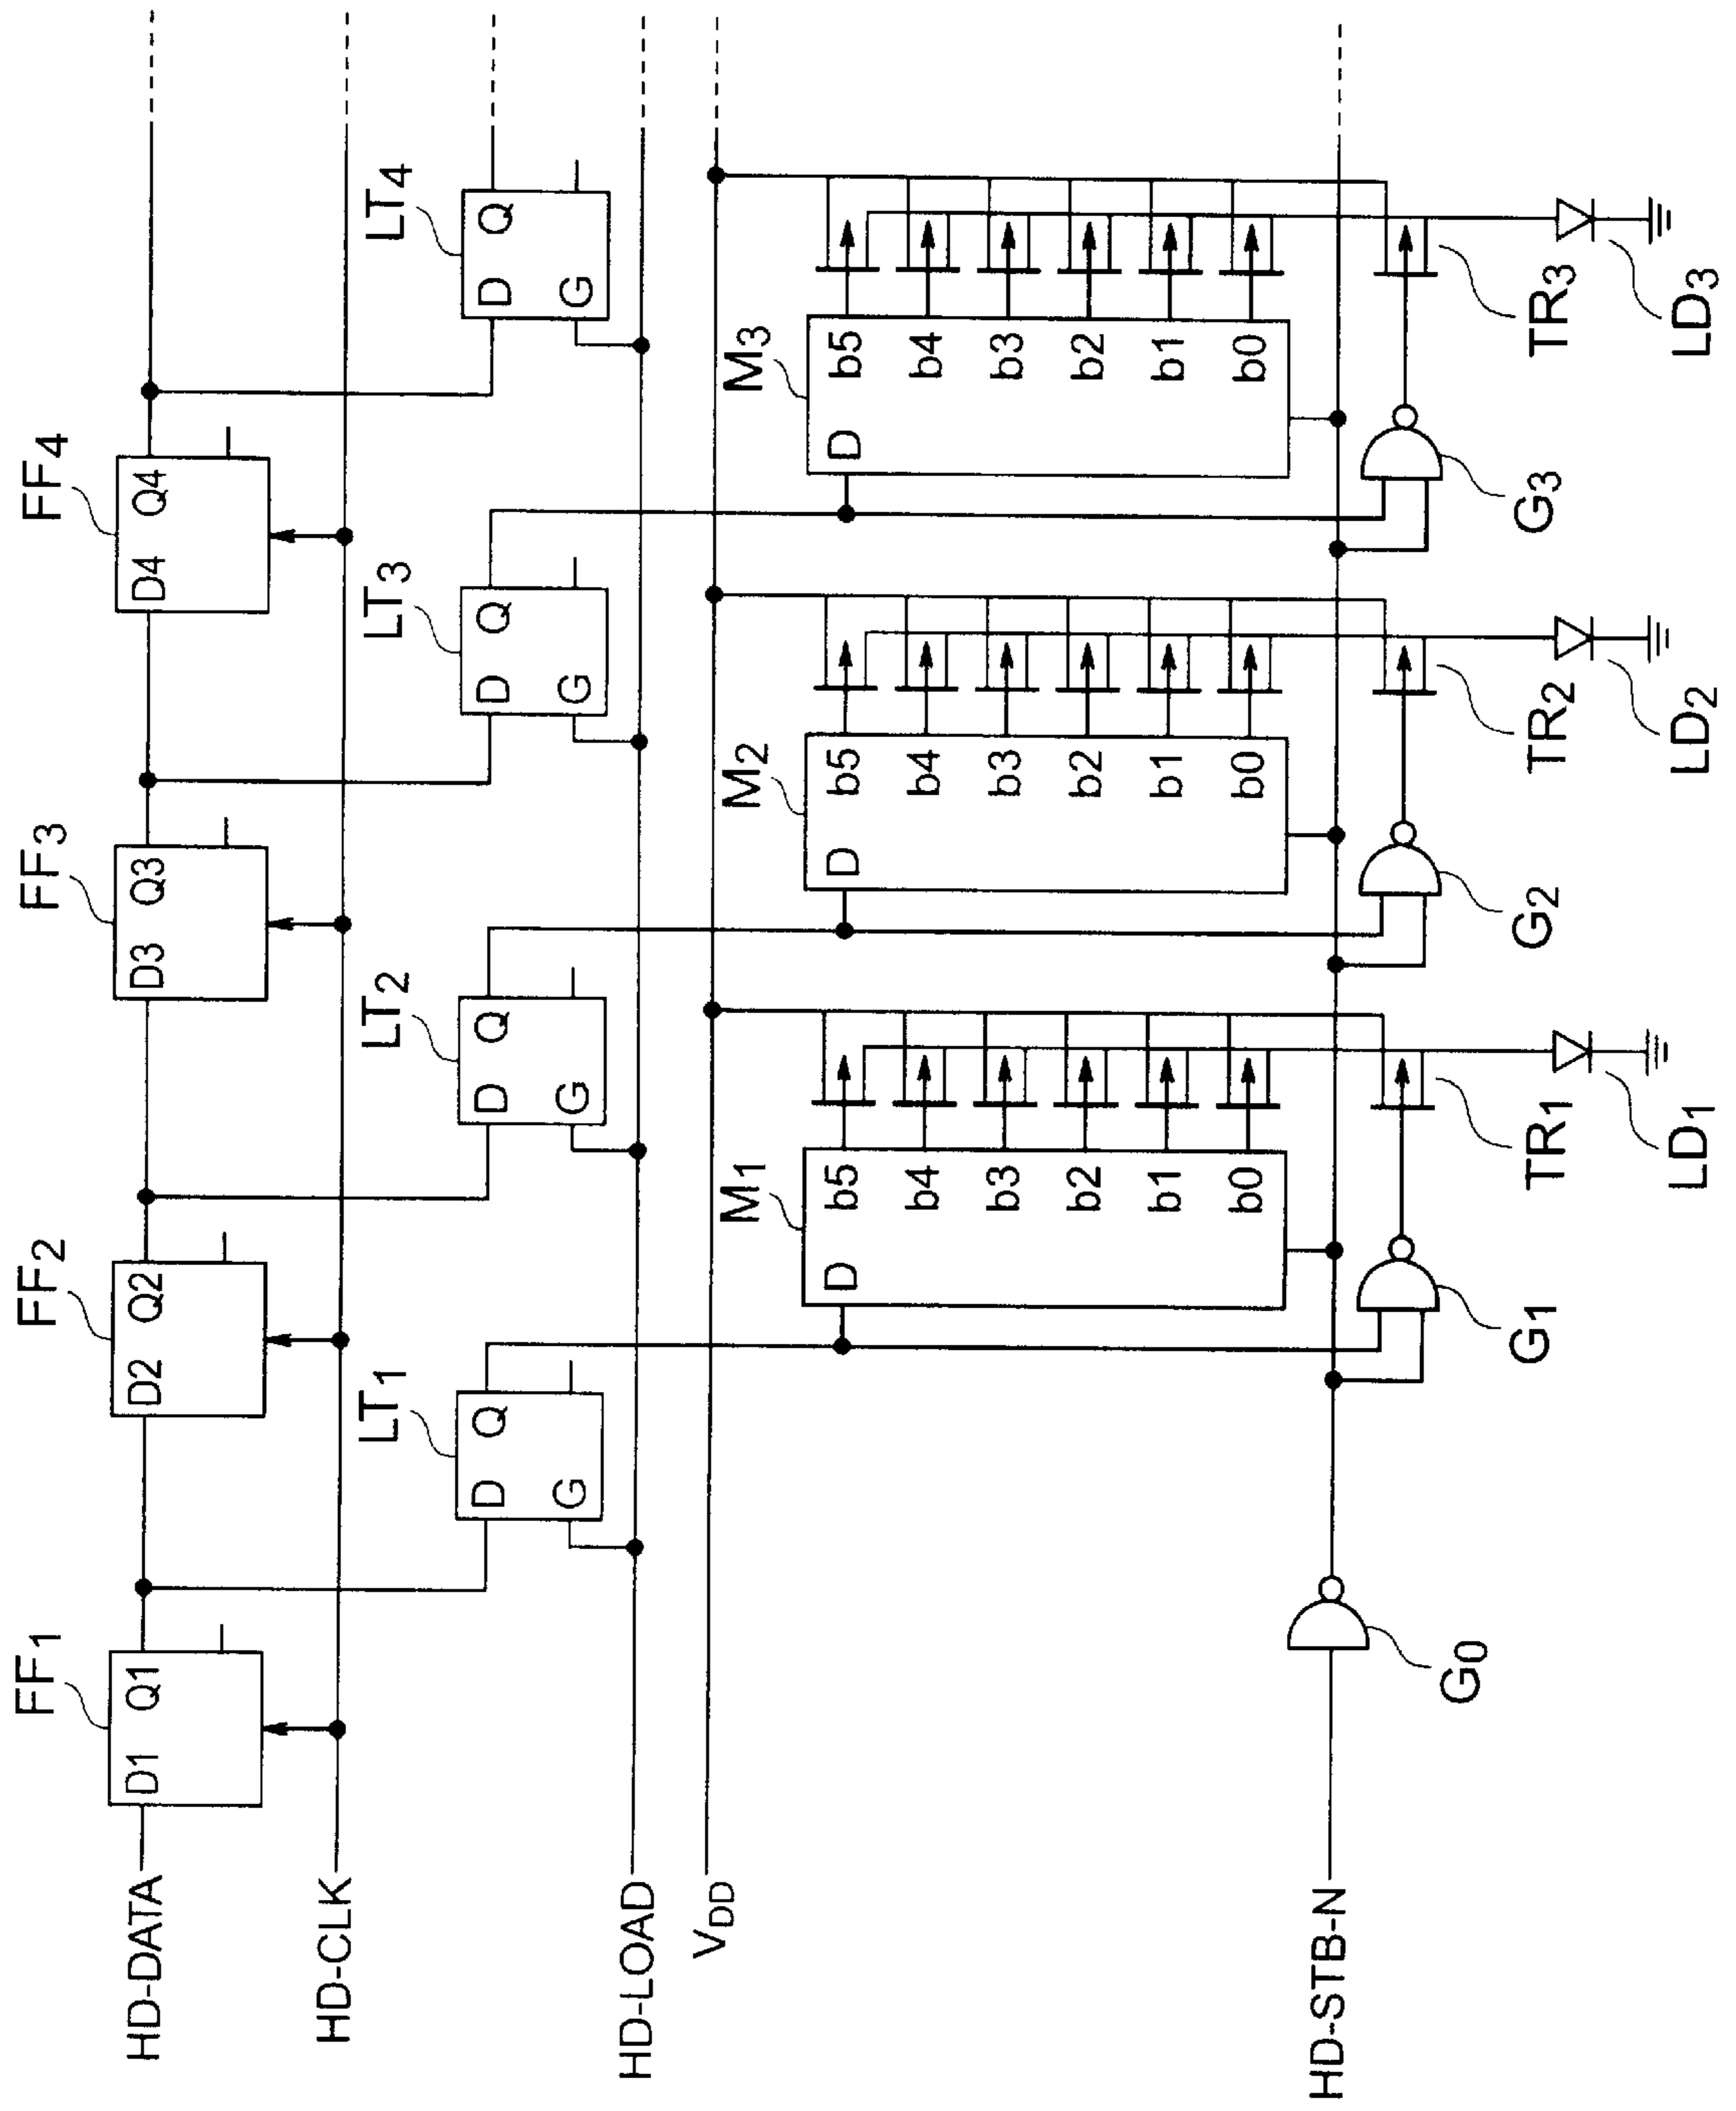 FF1
FF2
FF3
FF4
HD-DATA
D1 Q1
D2 Q2
D3 Q3
D4 Q4
HD-CLK
LT1
LT2
LT3
LT4
D Q
G
D Q
G
D Q
G
D Q
G
HD-LOAD
VDD
M1
D
b5
b4
b3
b2
b1
b0
M2
D
b5
b4
b3
b2
b1
b0
M3
D
b5
b4
b3
b2
b1
b0
HD-STB-N
G0
G1
TR1
G2
TR2
G3
TR3
LD1
LD2
LD3